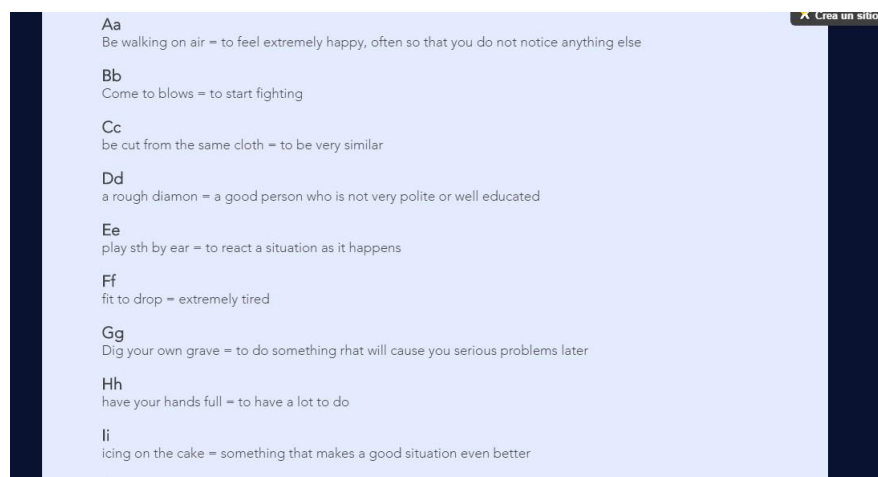 Crea un sitio
Aa
Be walking on air = to feel extremely happy, often so that you do not notice anything else
Bb
Come to blows = to start fighting
Cc
be cut from the same cloth = to be very similar
Dd
a rough diamon = a good person who is not very polite or well educated
Ee
play sth by ear = to react a situation as it happens
Ff
fit to drop = extremely tired
Gg
Dig your own grave = to do something rhat will cause you serious problems later
Hh
have your hands full = to have a lot to do
Ii
icing on the cake = something that makes a good situation even better